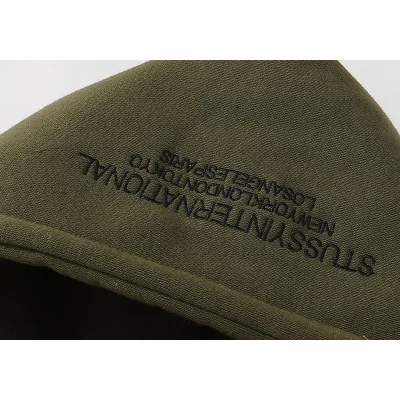 STUSSYINTERNATIONAL
NEWYORKLONDONTOKYO
LOSANGELESPARIS